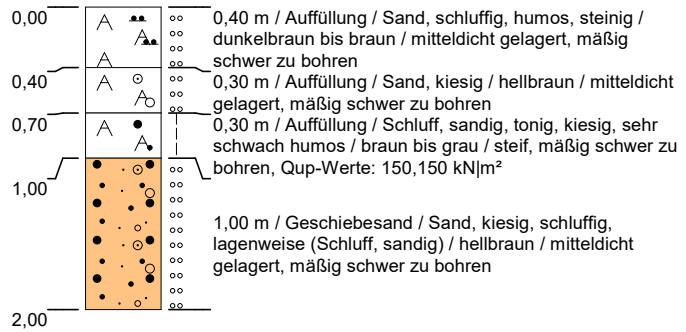 0,00
0,40 m / Auffüllung / Sand, schluffig, humos, steinig /
dunkelbraun bis braun / mitteldicht gelagert, mäßig
schwer zu bohren
0,40
0,30 m / Auffüllung / Sand, kiesig / hellbraun / mitteldicht
gelagert, mäßig schwer zu bohren
0,70
0,30 m / Auffüllung / Schluff, sandig, tonig, kiesig, sehr
schwach humos / braun bis grau / steif, mäßig schwer zu
bohren, Qup-Werte: 150,150 kN|m²
1,00
1,00 m / Geschiebesand / Sand, kiesig, schluffig,
lagenweise (Schluff, sandig) / hellbraun / mitteldicht
gelagert, mäßig schwer zu bohren
2,00
A
A
A
A
A
A
A